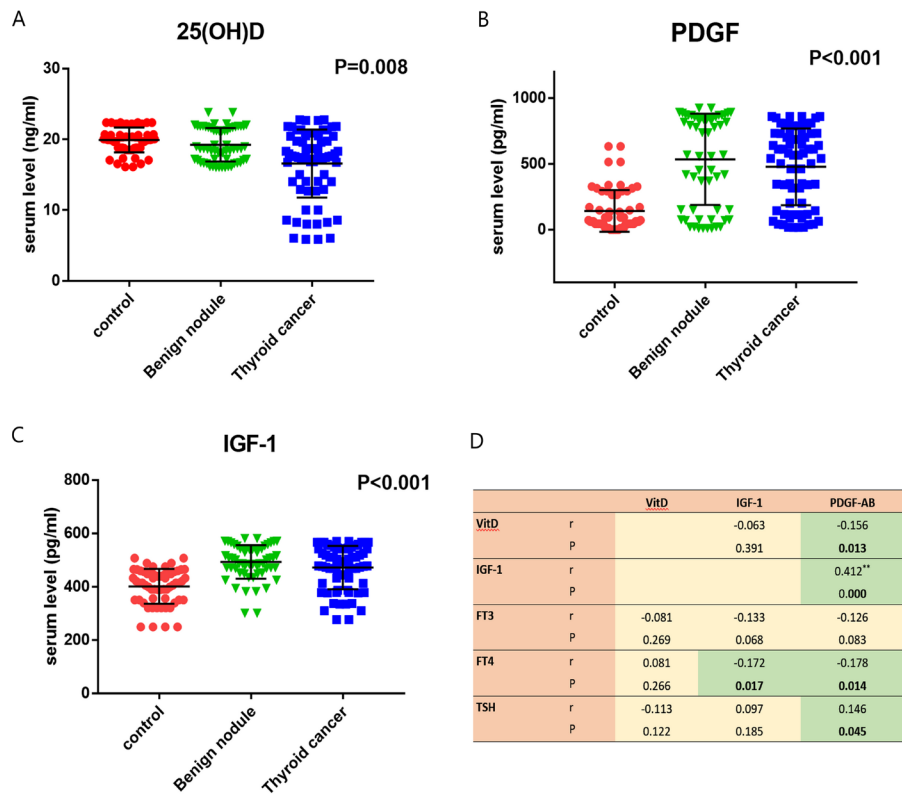 A
25(OH)D
P=0.008
serum level (ng/ml)
30
20
10
0
control
Benign nodule
Thyroid cancer
B
PDGF
P<0.001
serum level (pg/ml)
1000
500
0
control
Benign nodule
Thyroid cancer
C
IGF-1
P<0.001
serum level (pg/ml)
800
600
400
200
0
control
Benign nodule
Thyroid cancer
D
VitD IGF-1 PDGF-AB
VitD r -0.063 -0.156
P 0.391 0.013
IGF-1 r 0.412**
P 0.000
FT3 r -0.081 -0.133 -0.126
P 0.269 0.068 0.083
FT4 r 0.081 -0.172 -0.178
P 0.266 0.017 0.014
TSH r -0.113 0.097 0.146
P 0.122 0.185 0.045